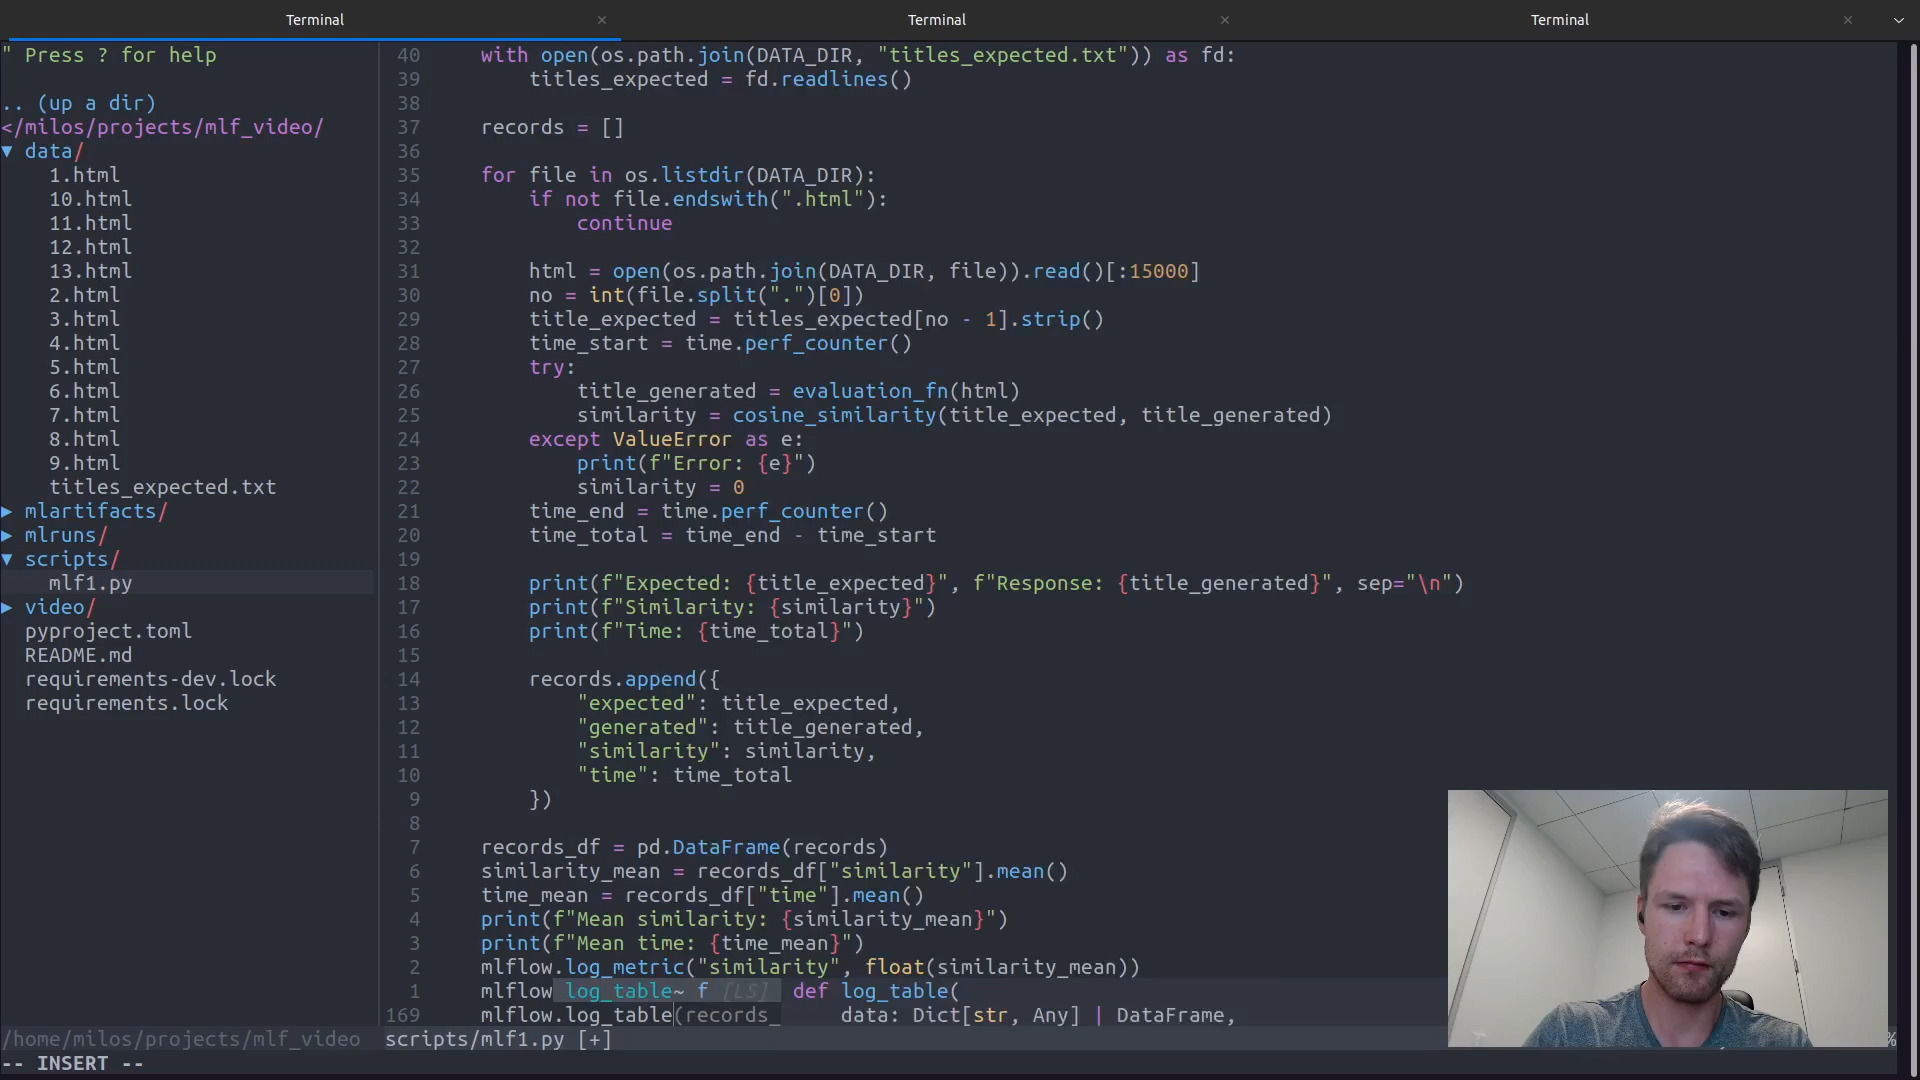 Terminal × Terminal × Terminal ×
" Press ? for help
.. (up a dir)
</milos/projects/mlf_video/
▼ data/
1.html
10.html
11.html
12.html
13.html
2.html
3.html
4.html
5.html
6.html
7.html
8.html
9.html
titles_expected.txt
▶ mlartifacts/
▶ mlruns/
▼ scripts/
mlf1.py
▶ video/
pyproject.toml
README.md
requirements-dev.lock
requirements.lock
40 with open(os.path.join(DATA_DIR, "titles_expected.txt")) as fd:
39 titles_expected = fd.readlines()
38
37 records = []
36
35 for file in os.listdir(DATA_DIR):
34 if not file.endswith(".html"):
33 continue
32
31 html = open(os.path.join(DATA_DIR, file)).read()[:15000]
30 no = int(file.split(".")[0])
29 title_expected = titles_expected[no - 1].strip()
28 time_start = time.perf_counter()
27 try:
26 title_generated = evaluation_fn(html)
25 similarity = cosine_similarity(title_expected, title_generated)
24 except ValueError as e:
23 print(f"Error: {e}")
22 similarity = 0
21 time_end = time.perf_counter()
20 time_total = time_end - time_start
19
18 print(f"Expected: {title_expected}", f"Response: {title_generated}", sep="\n")
17 print(f"Similarity: {similarity}")
16 print(f"Time: {time_total}")
15
14 records.append({
13 "expected": title_expected,
12 "generated": title_generated,
11 "similarity": similarity,
10 "time": time_total
9 })
8
7 records_df = pd.DataFrame(records)
6 similarity_mean = records_df["similarity"].mean()
5 time_mean = records_df["time"].mean()
4 print(f"Mean similarity: {similarity_mean}")
3 print(f"Mean time: {time_mean}")
2 mlflow.log_metric("similarity", float(similarity_mean))
1 mlflow log_table~ f [LS] def log_table(
169 mlflow.log_table(records_ data: Dict[str, Any] | DataFrame,
/home/milos/projects/mlf_video scripts/mlf1.py [+] %
-- INSERT --